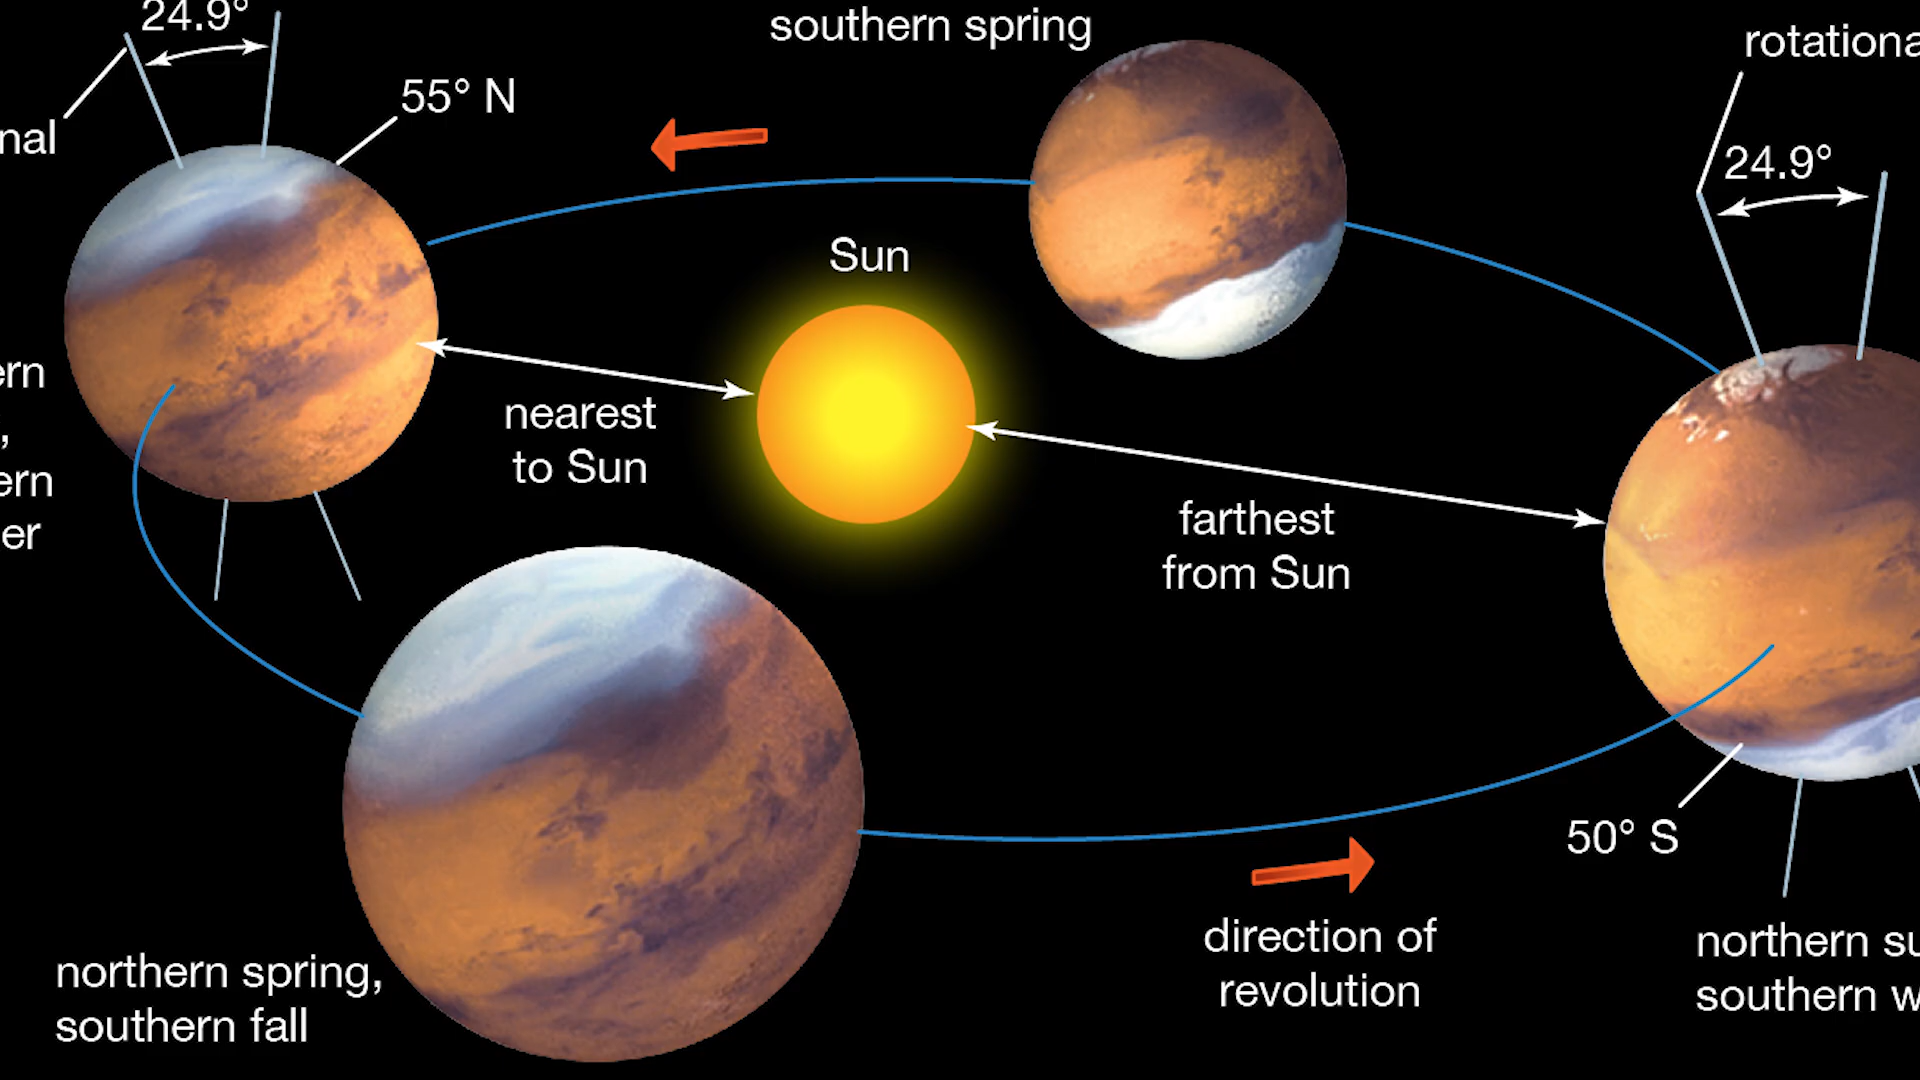 24.9°
southern spring
rotationa
55° N
nal
24.9°
Sun
ern
,
ern
er
nearest
to Sun
farthest
from Sun
50° S
direction of
revolution
northern spring,
southern fall
northern su
southern w